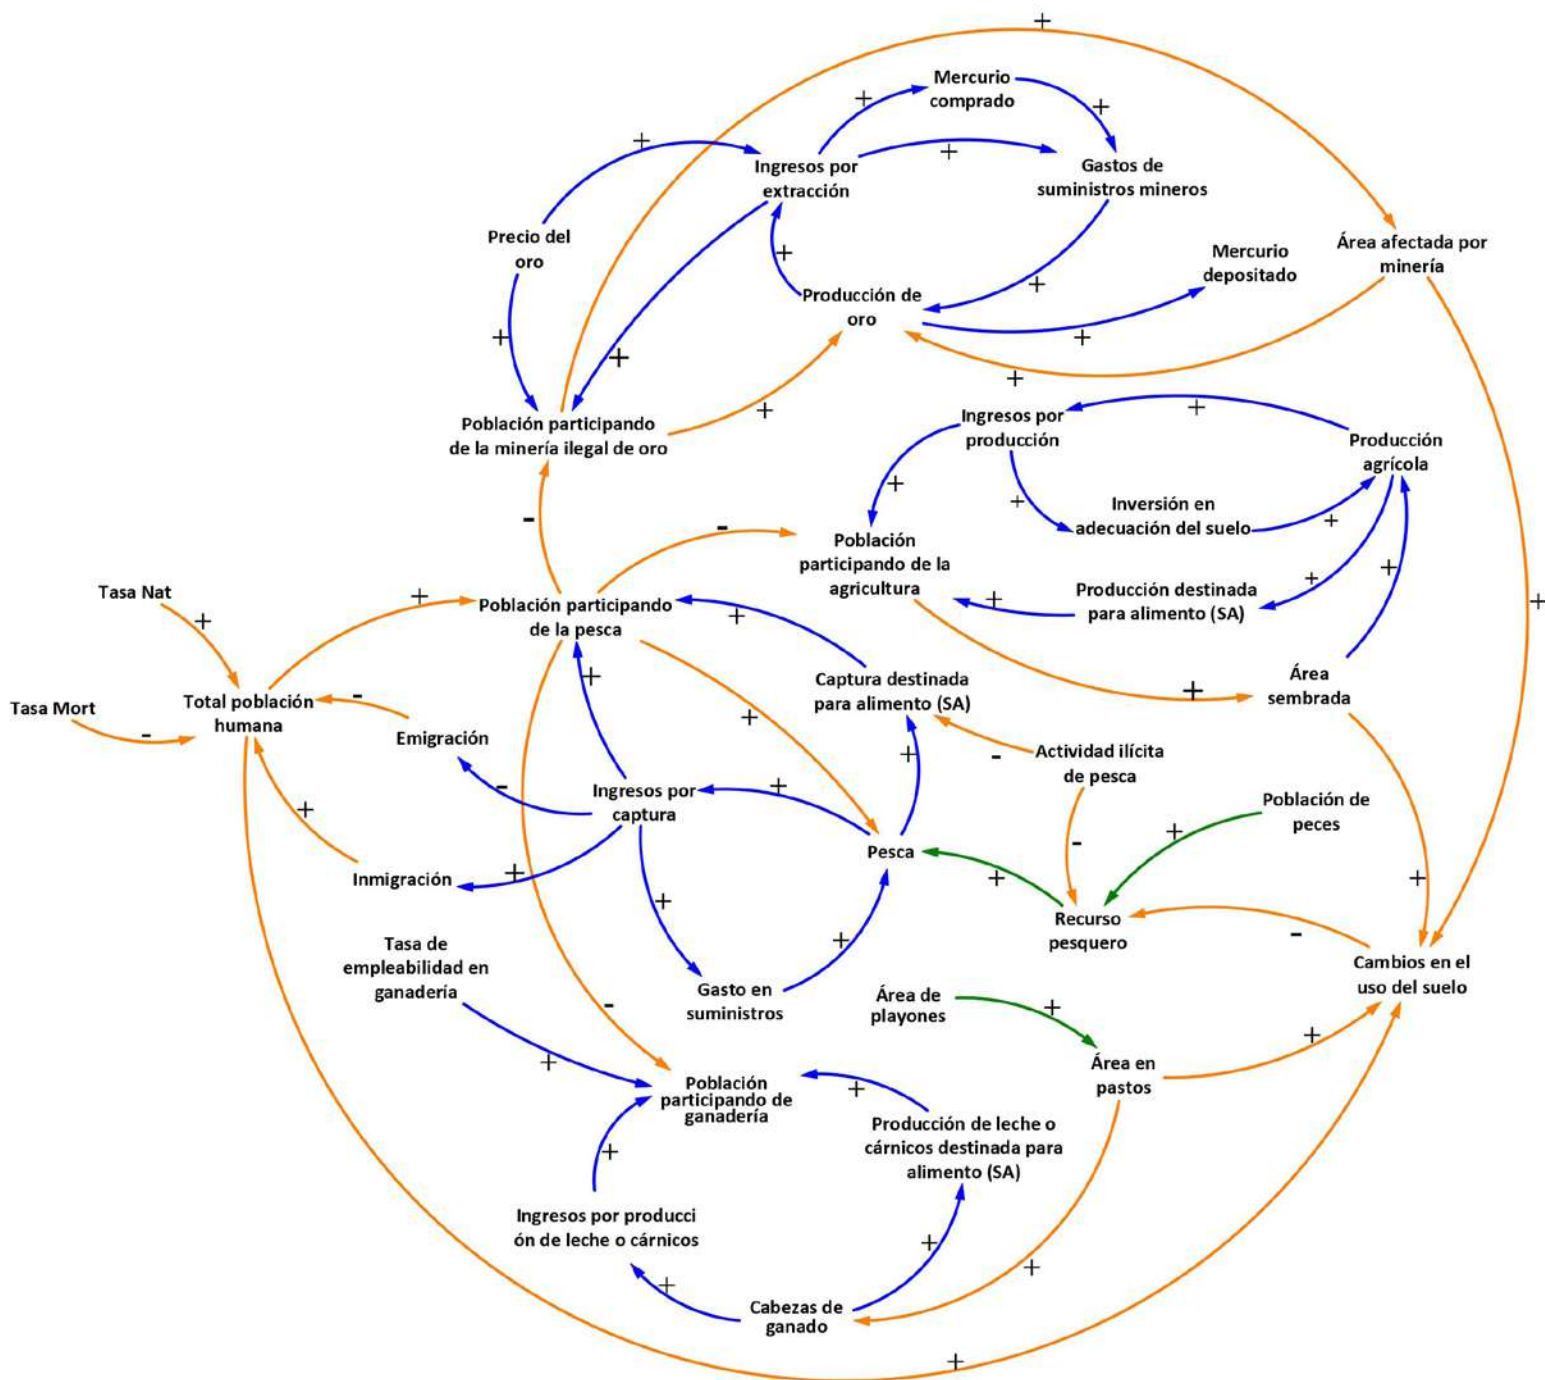 +
Mercurio
comprado
+
+
+
+
Ingresos por
extracción
Gastos de
suministros mineros
Precio del
oro
+
Mercurio
depositado
Área afectada por
minería
Producción de
oro
+
+
+
+
+
Población participando
de la minería ilegal de oro
+
Ingresos por
producción
+
Producción
agrícola
+
+
Inversión en
adecuación del suelo
+
-
-
Población
participando de la
agricultura
+
+
Producción destinada
para alimento (SA)
+
Tasa Nat
+
+
Población participando
de la pesca
+
+
+
Captura destinada
para alimento (SA)
+
Área
sembrada
Tasa Mort
-
Total población
humana
-
Emigración
+
+
-
Actividad ilícita
de pesca
-
Ingresos por
captura
+
Población de
peces
+
+
Pesca
-
+
Inmigración
+
+
+
Recurso
pesquero
-
+
Tasa de
empleabilidad en
ganadería
Gasto en
suministros
-
Área de
playones
+
Cambios en el
uso del suelo
+
+
Área en
pastos
Población
participando de
ganadería
+
Producción de leche o
cárnicos destinada para
alimento (SA)
+
Ingresos por producci
ón de leche o cárnicos
+
+
+
Cabezas de
ganado
+